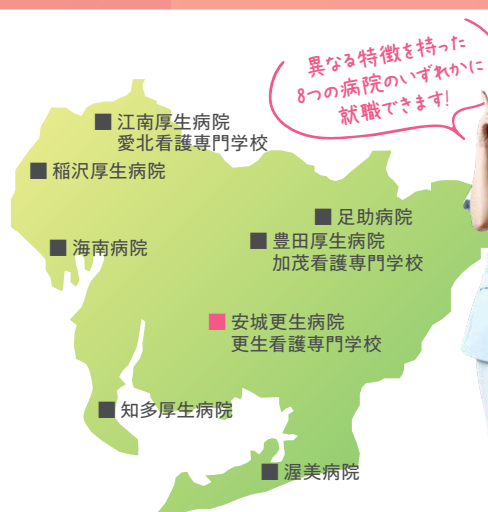 異なる特徴を持った
8つの病院のいずれかに
就職できます!
江南厚生病院
愛北看護専門学校
稲沢厚生病院
足助病院
海南病院
豊田厚生病院
加茂看護専門学校
安城更生病院
更生看護専門学校
知多厚生病院
渥美病院